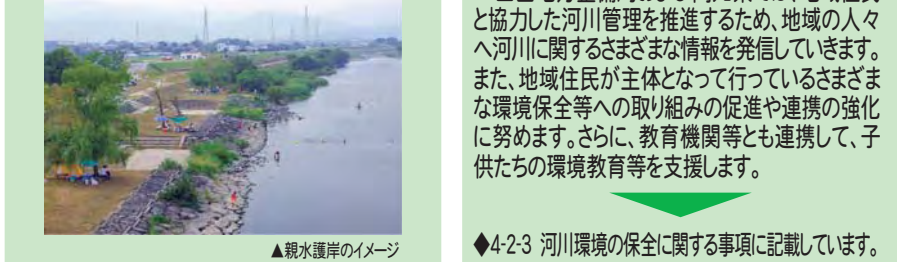 と協力した河川管理を推進するため、地域の人々
へ河川に関するさまざまな情報を発信していきます。
また、地域住民が主体となって行っているさまざま
な環境保全等への取り組みの促進や連携の強化
に努めます。さらに、教育機関等とも連携して、子
供たちの環境教育等を支援します。
▲親水護岸のイメージ
◆4-2-3 河川環境の保全に関する事項に記載しています。